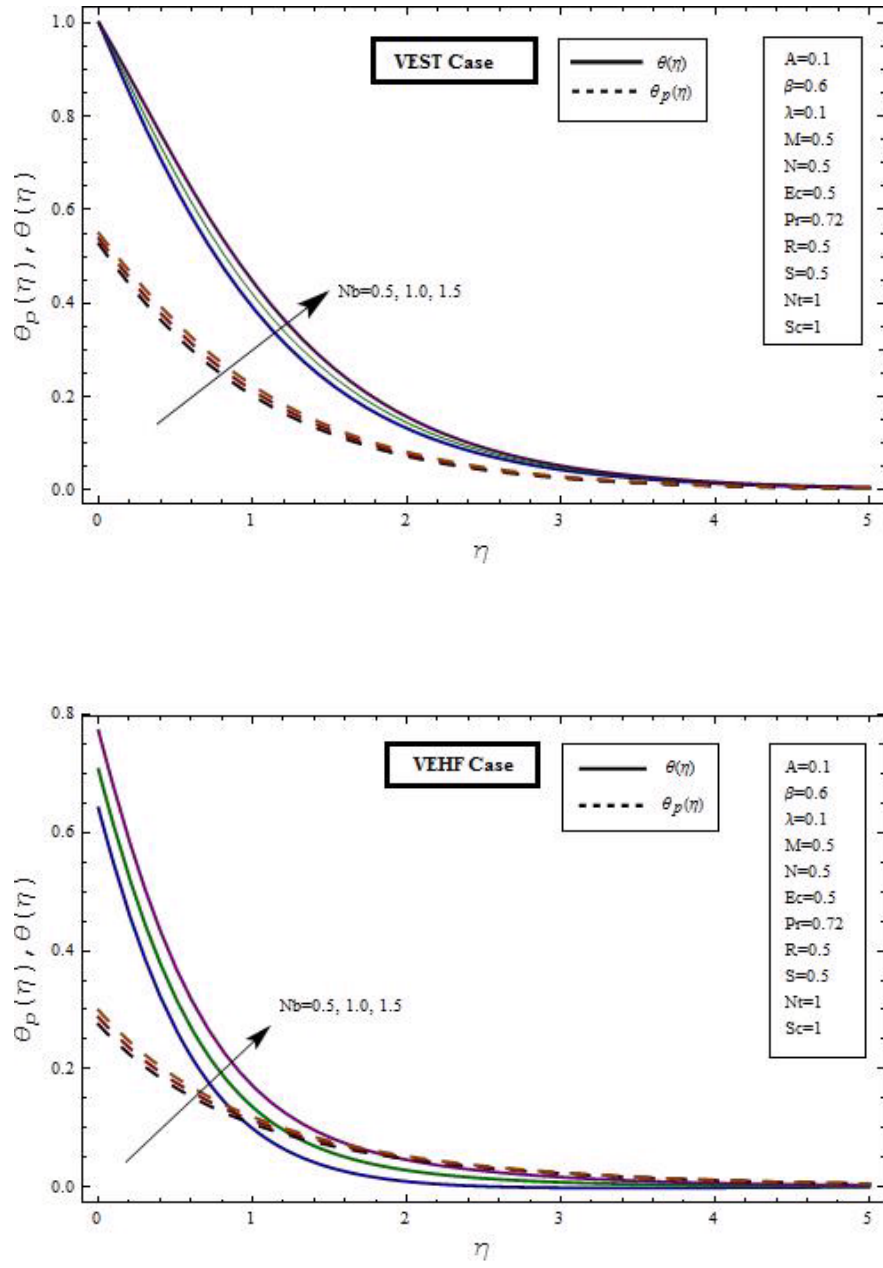 VEST Case
θ(η)
θp(η)
A=0.1
β=0.6
λ=0.1
M=0.5
N=0.5
Ec=0.5
Pr=0.72
R=0.5
S=0.5
Nt=1
Sc=1
Nb=0.5, 1.0, 1.5
θp(η), θ(η)
1.0
0.8
0.6
0.4
0.2
0.0
0 1 2 3 4 5
η
VEHF Case
θ(η)
θp(η)
A=0.1
β=0.6
λ=0.1
M=0.5
N=0.5
Ec=0.5
Pr=0.72
R=0.5
S=0.5
Nt=1
Sc=1
Nb=0.5, 1.0, 1.5
θp(η), θ(η)
0.8
0.6
0.4
0.2
0.0
0 1 2 3 4 5
η